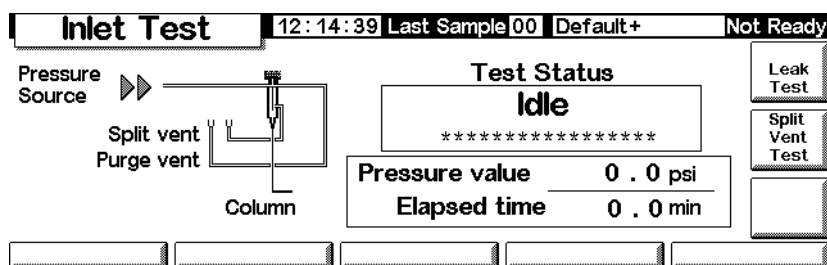 Inlet Test
12:14:39 Last Sample 00 Default+ Not Ready
Pressure
Source
Split vent
Purge vent
Column
Test Status
Idle
*****************
Pressure value 0 . 0 psi
Elapsed time 0 . 0 min
Leak
Test
Split
Vent
Test